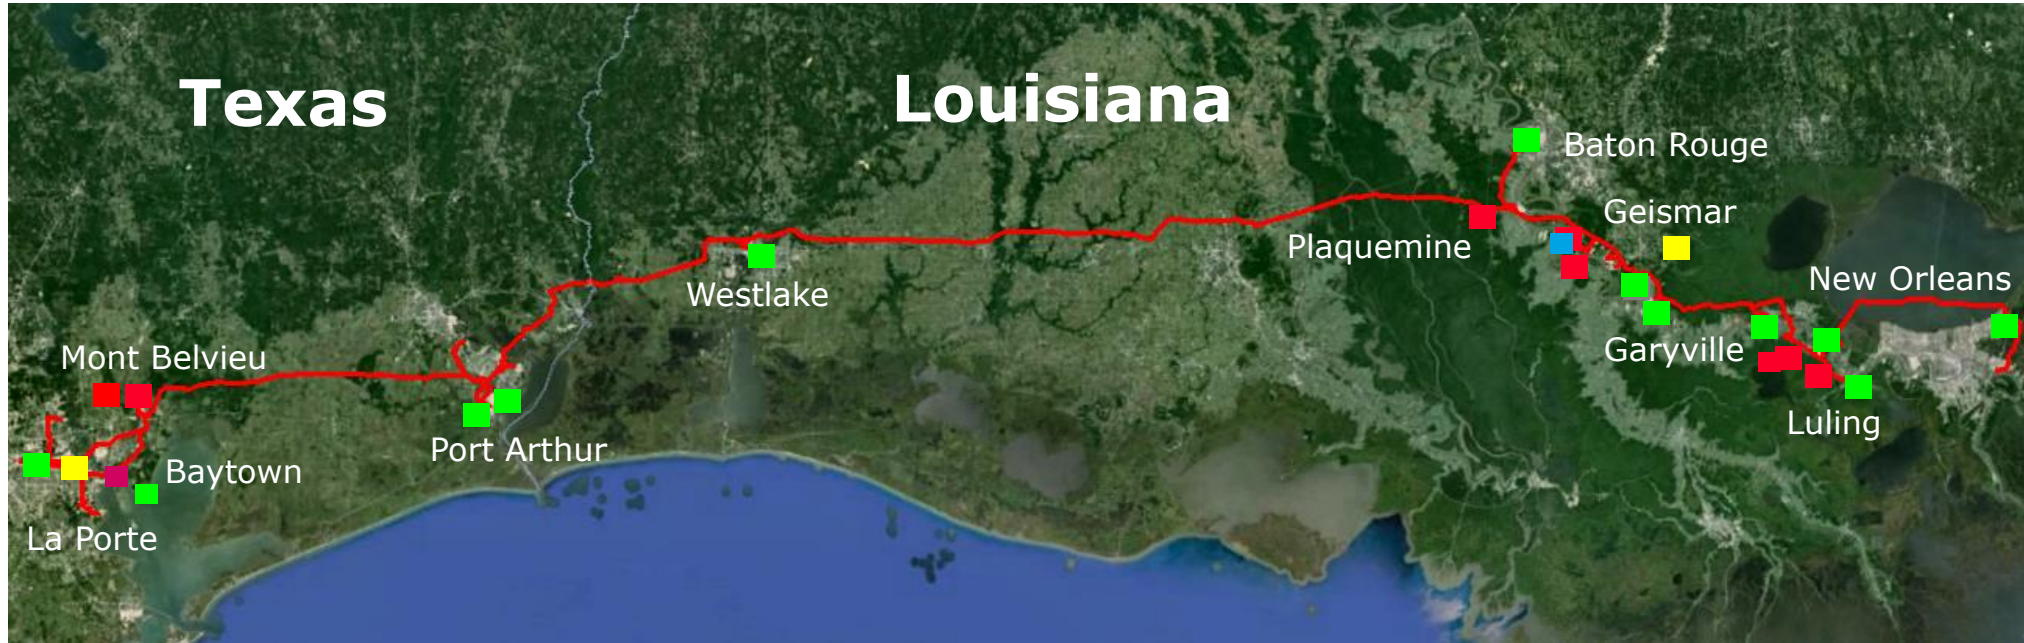 Texas
Louisiana
Baton Rouge
Geismar
Plaquemine
New Orleans
Westlake
Mont Belvieu
Garyville
Luling
Port Arthur
Baytown
La Porte